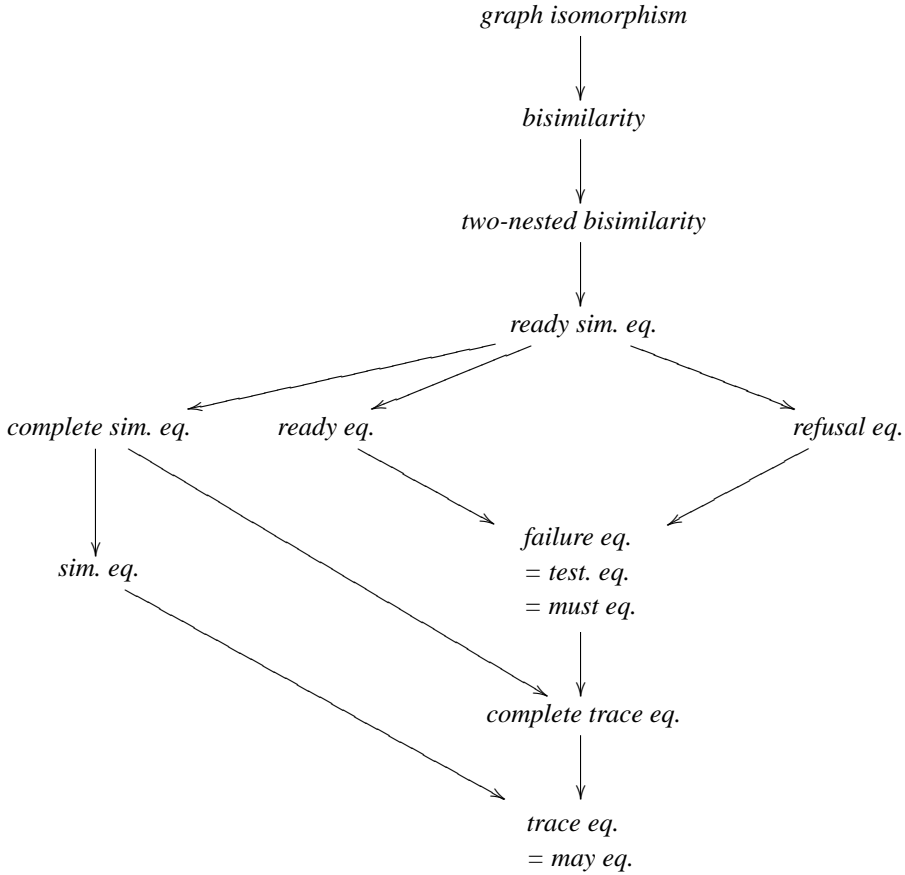 graph isomorphism
bisimilarity
two-nested bisimilarity
ready sim. eq.
complete sim. eq.
ready eq.
refusal eq.
failure eq.
= test. eq.
= must eq.
sim. eq.
complete trace eq.
trace eq.
= may eq.